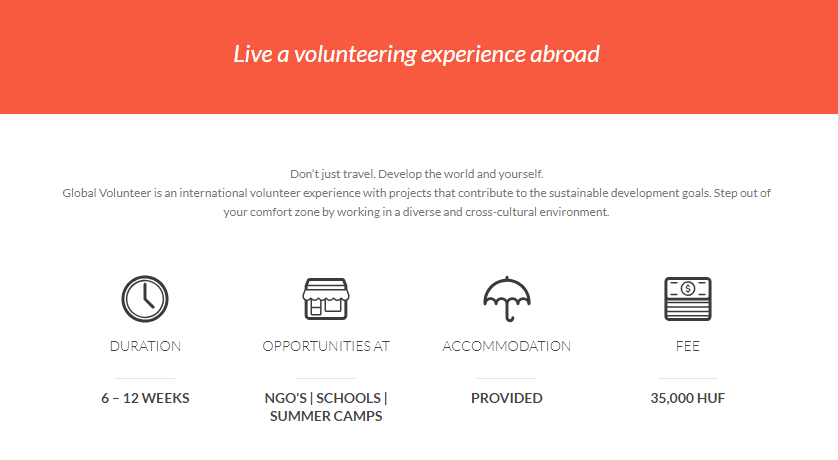 Live a volunteering experience abroad
Don't just travel. Develop the world and yourself.
Global Volunteer is an international volunteer experience with projects that contribute to the sustainable development goals. Step out of
your comfort zone by working in a diverse and cross-cultural environment.
DURATION
6 – 12 WEEKS
OPPORTUNITIES AT
NGO'S | SCHOOLS |
SUMMER CAMPS
ACCOMMODATION
PROVIDED
$
FEE
35,000 HUF